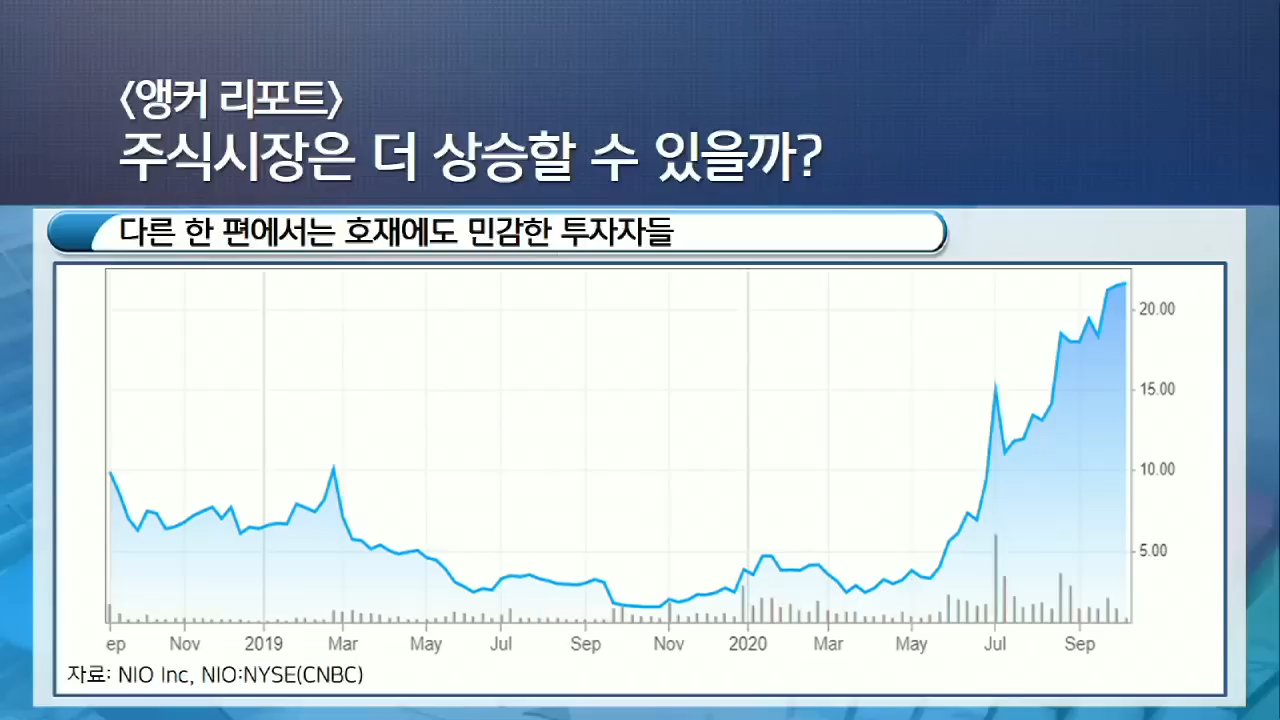 <앵커 리포트>
주식시장은 더 상승할 수 있을까?
다른 한 편에서는 호재에도 민감한 투자자들
20.00
15.00
10.00
5.00
ep Nov 2019 Mar May Jul Sep Nov 2020 Mar May Jul Sep
자료: NIO Inc, NIO:NYSE(CNBC)